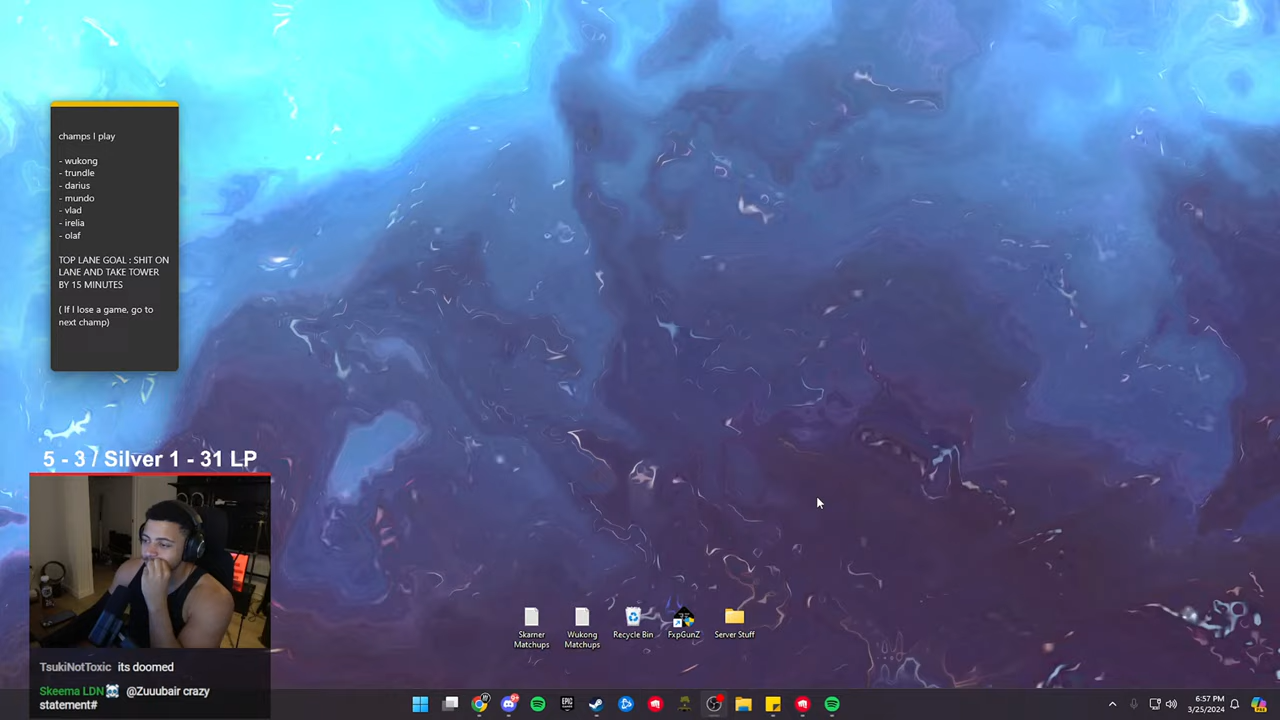 champs I play
- wukong
- trundle
- darius
- mundo
- vlad
- irelia
- olaf
TOP LANE GOAL : SHIT ON
LANE AND TAKE TOWER
BY 15 MINUTES
( If I lose a game, go to
next champ)
5 - 3 / Silver 1 - 31 LP
TsukiNotToxic its doomed
Skeema LDN☠️ @Zuuubair crazy
statement#
Skarner
Matchups
Wukong
Matchups
Recycle Bin
FxpGunZ
Server Stuff
EPIC
6:57 PM
3/25/2024